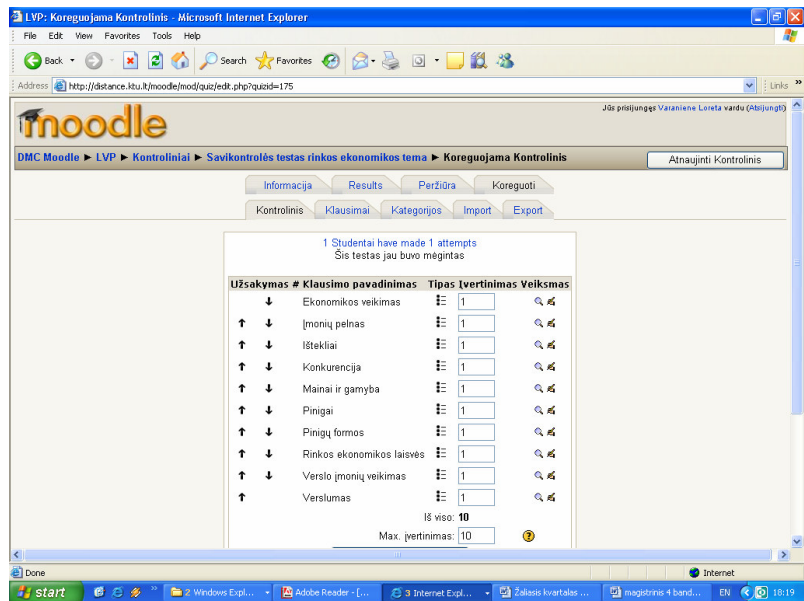 LVP: Koreguojama Kontrolinis - Microsoft Internet Explorer
File Edit View Favorites Tools Help
Back Search Favorites
Address http://distance.ktu.lt/moodle/mod/quiz/edit.php?quizid=175 Links »
moodle
Jūs prisijungęs Varaniene Loreta vardu (Atsijungti)
DMC Moodle ► LVP ► Kontroliniai ► Savikontrolės testas rinkos ekonomikos tema ► Koreguojama Kontrolinis
Atnaujinti Kontrolinis
Informacija Results Peržiūra Koreguoti
Kontrolinis Klausimai Kategorijos Import Export
1 Studentai have made 1 attempts
Šis testas jau buvo mėgintas
Užsakymas # Klausimo pavadinimas Tipas Įvertinimas Veiksmas
Ekonomikos veikimas 1
Įmonių pelnas 1
Ištekliai 1
Konkurencija 1
Mainai ir gamyba 1
Pinigai 1
Pinigų formos 1
Rinkos ekonomikos laisvės 1
Verslo įmonių veikimas 1
Verslumas 1
Iš viso: 10
Max. įvertinimas: 10
Done Internet
start » 2 Windows Expl... Adobe Reader - [... 3 Internet Expl... Žaliasis kvartalas ... magistrinis 4 band... EN 18:19